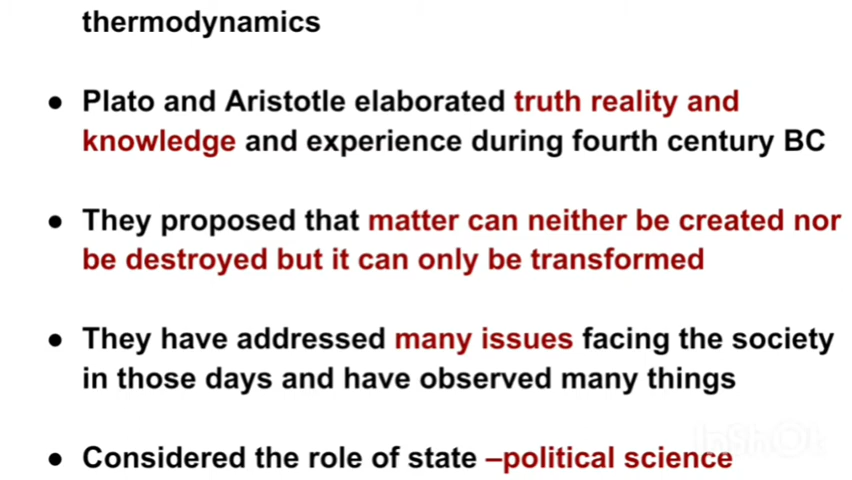 thermodynamics
● Plato and Aristotle elaborated truth reality and
knowledge and experience during fourth century BC
● They proposed that matter can neither be created nor
be destroyed but it can only be transformed
● They have addressed many issues facing the society
in those days and have observed many things
● Considered the role of state –political science
InShOt